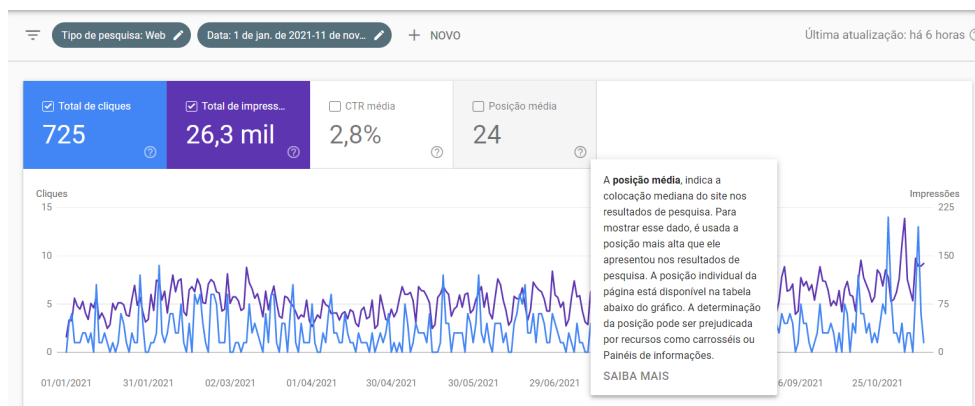 Tipo de pesquisa: Web
Data: 1 de jan. de 2021-11 de nov...
NOVO
Última atualização: há 6 horas
Total de cliques
725
Total de impress...
26,3 mil
CTR média
2,8%
Posição média
24
A posição média, indica a
colocação mediana do site nos
resultados de pesquisa. Para
mostrar esse dado, é usada a
posição mais alta que ele
apresentou nos resultados de
pesquisa. A posição individual da
página está disponível na tabela
abaixo do gráfico. A determinação
da posição pode ser prejudicada
por recursos como carrosséis ou
Painéis de informações.
SAIBA MAIS
Cliques
15
10
5
0
Impressões
225
150
75
0
01/01/2021
31/01/2021
02/03/2021
01/04/2021
30/04/2021
30/05/2021
29/06/2021
6/09/2021
25/10/2021